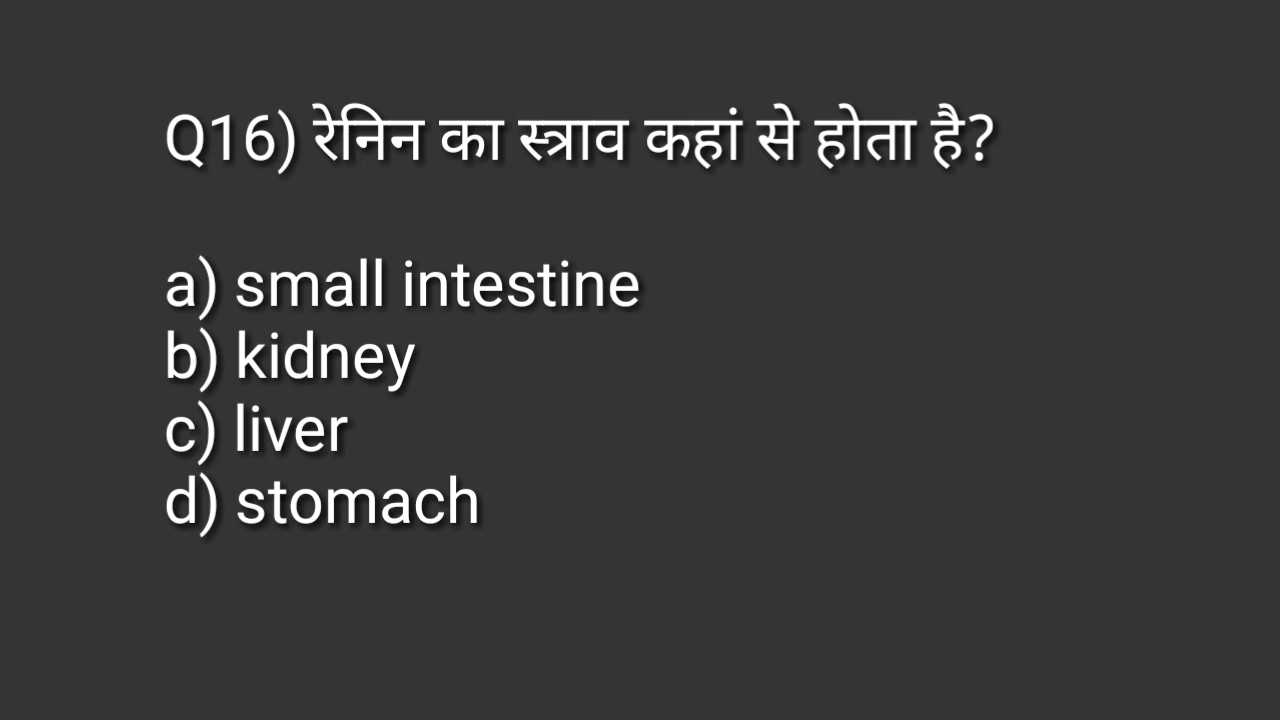 Q16) रेनिन का स्त्राव कहां से होता है?
a) small intestine
b) kidney
c) liver
d) stomach